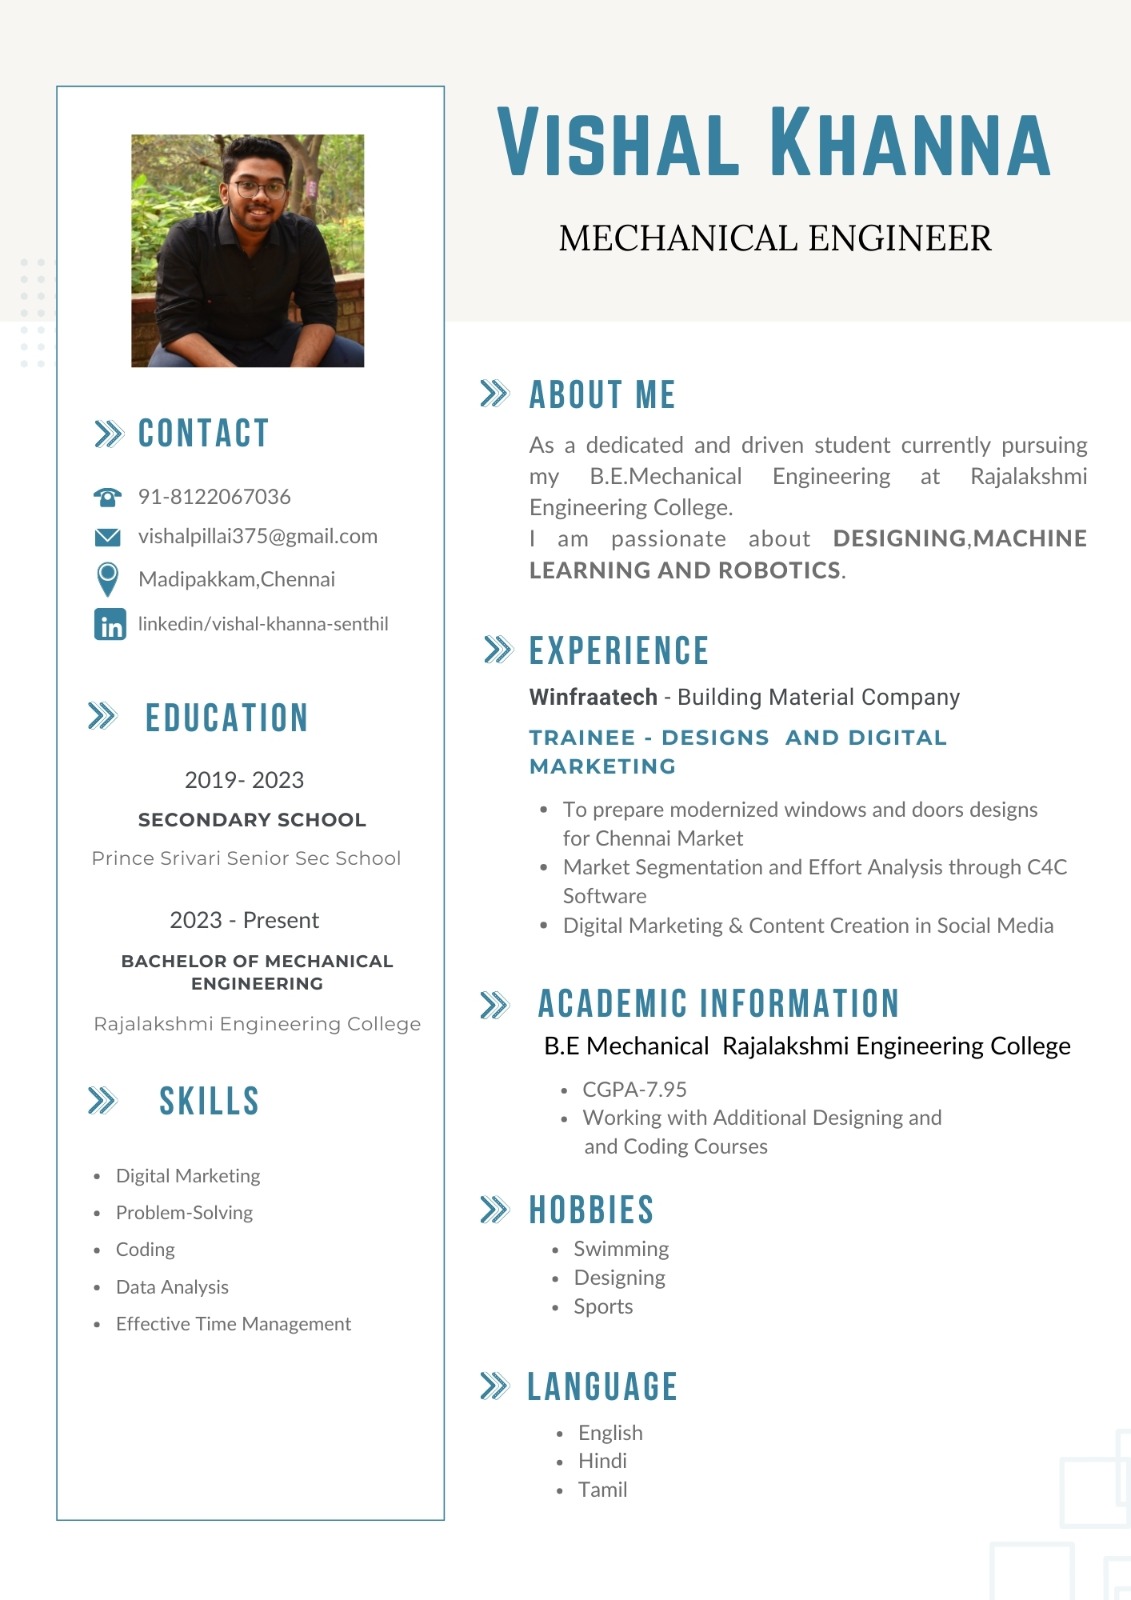 VISHAL KHANNA
MECHANICAL ENGINEER
CONTACT
91-8122067036
vishalpillai375@gmail.com
Madipakkam,Chennai
in linkedin/vishal-khanna-senthil
EDUCATION
2019- 2023
SECONDARY SCHOOL
Prince Srivari Senior Sec School
2023 - Present
BACHELOR OF MECHANICAL
ENGINEERING
Rajalakshmi Engineering College
SKILLS
• Digital Marketing
• Problem-Solving
• Coding
• Data Analysis
• Effective Time Management
ABOUT ME
As a dedicated and driven student currently pursuing
my B.E.Mechanical Engineering at Rajalakshmi
Engineering College.
I am passionate about DESIGNING,MACHINE
LEARNING AND ROBOTICS.
EXPERIENCE
Winfraatech - Building Material Company
TRAINEE - DESIGNS AND DIGITAL
MARKETING
• To prepare modernized windows and doors designs
for Chennai Market
• Market Segmentation and Effort Analysis through C4C
Software
• Digital Marketing & Content Creation in Social Media
ACADEMIC INFORMATION
B.E Mechanical Rajalakshmi Engineering College
• CGPA-7.95
• Working with Additional Designing and
and Coding Courses
HOBBIES
• Swimming
• Designing
• Sports
LANGUAGE
• English
• Hindi
• Tamil